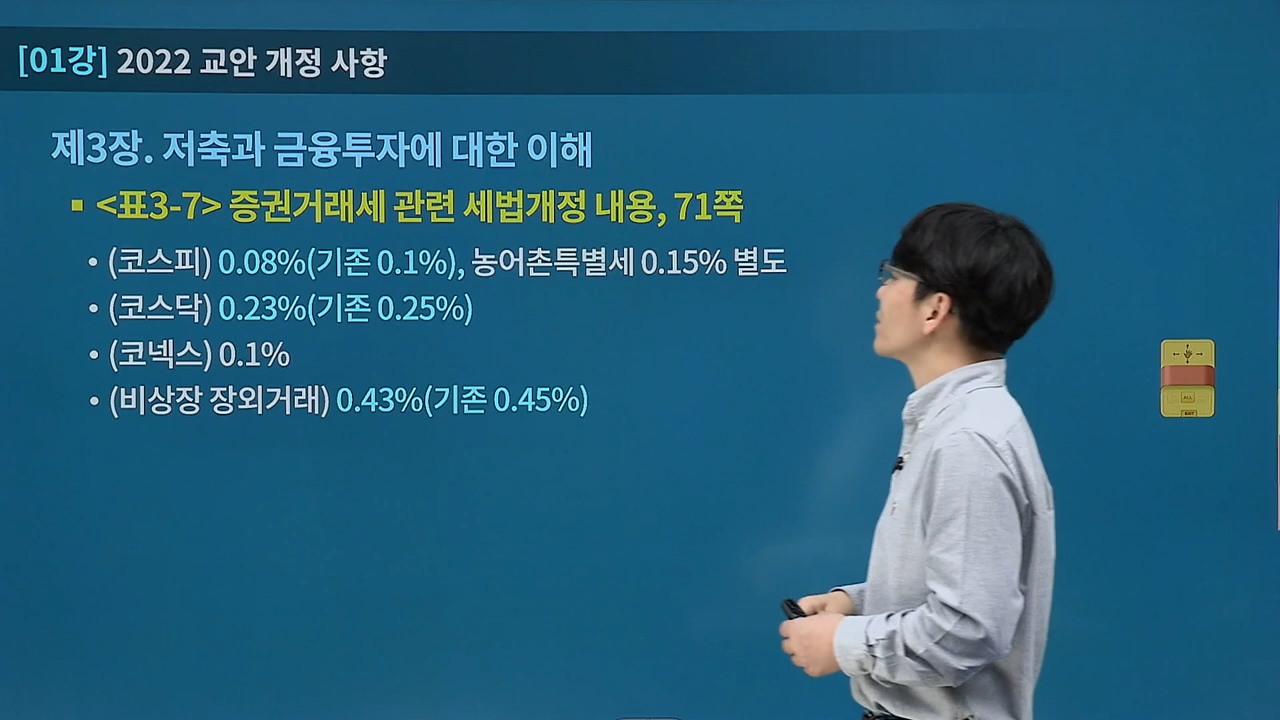 [01강] 2022 교안 개정 사항
제3장. 저축과 금융투자에 대한 이해
▪ <표3-7> 증권거래세 관련 세법개정 내용, 71쪽
• (코스피) 0.08%(기존 0.1%), 농어촌특별세 0.15% 별도
• (코스닥) 0.23%(기존 0.25%)
• (코넥스) 0.1%
• (비상장 장외거래) 0.43%(기존 0.45%)
ALL
EXIT